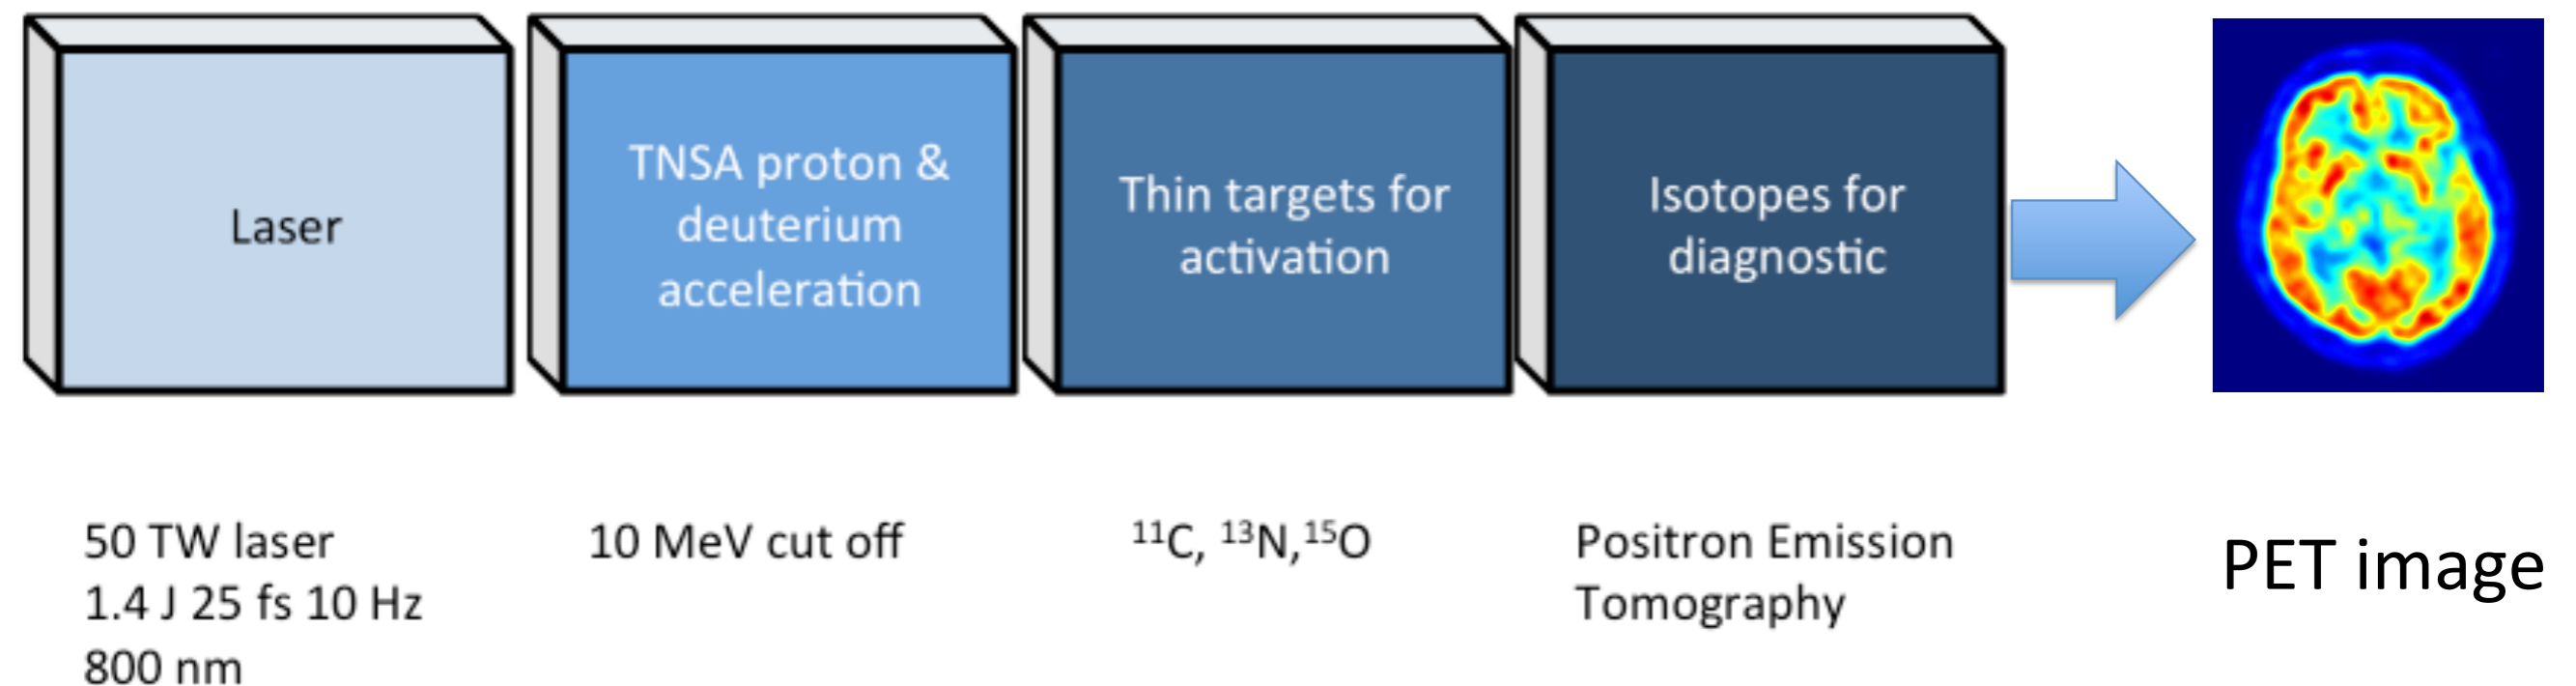 Laser
TNSA proton &
deuterium
acceleration
Thin targets for
activation
Isotopes for
diagnostic
50 TW laser
1.4 J 25 fs 10 Hz
800 nm
10 MeV cut off
¹¹C, ¹³N,¹⁵O
Positron Emission
Tomography
PET image